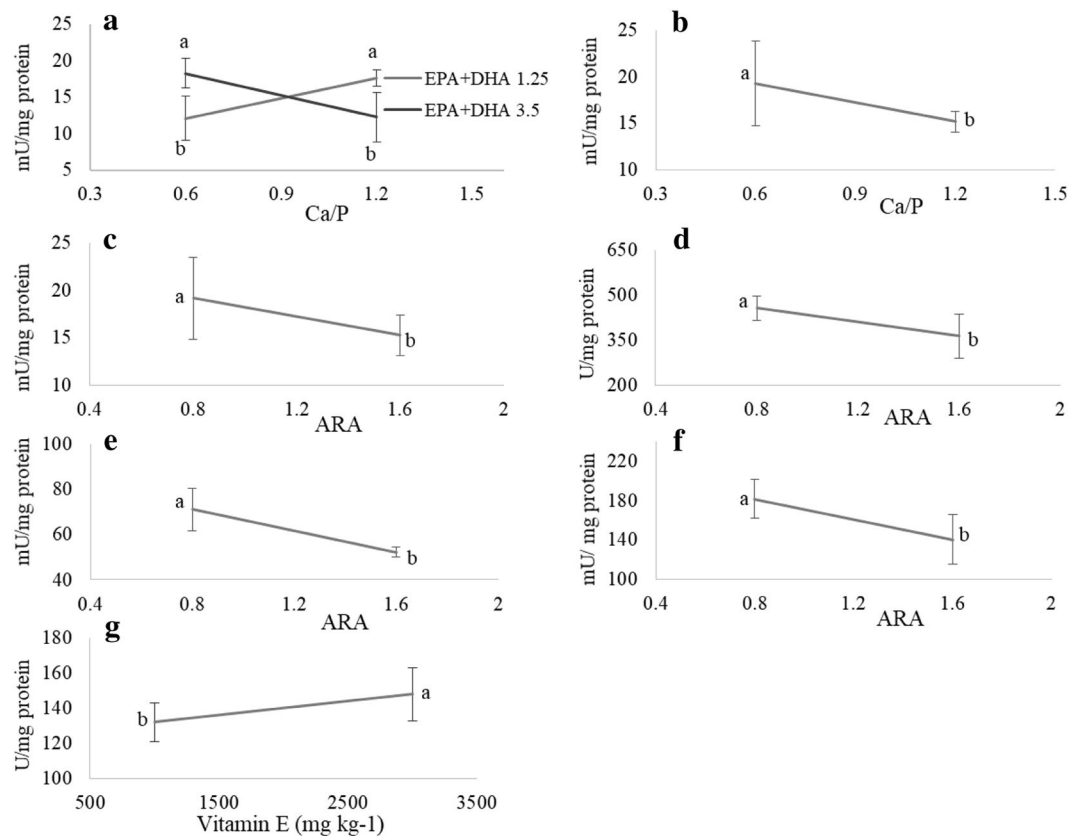 a
mU/mg protein
25
20
15
10
5
a
a
b
b
EPA+DHA 1.25
EPA+DHA 3.5
0.3 0.6 0.9 1.2 1.5
Ca/P
b
mU/mg protein
25
20
15
10
a
b
0.3 0.6 0.9 1.2 1.5
Ca/P
c
mU/mg protein
25
20
15
10
a
b
0.4 0.8 1.2 1.6 2
ARA
d
U/mg protein
650
500
350
200
a
b
0.4 0.8 1.2 1.6 2
ARA
e
mU/mg protein
100
80
60
40
a
b
0.4 0.8 1.2 1.6 2
ARA
f
mU/ mg protein
220
180
140
100
a
b
0.4 0.8 1.2 1.6 2
ARA
g
U/mg protein
180
160
140
120
100
b
a
500 1500 2500 3500
Vitamin E (mg kg-1)